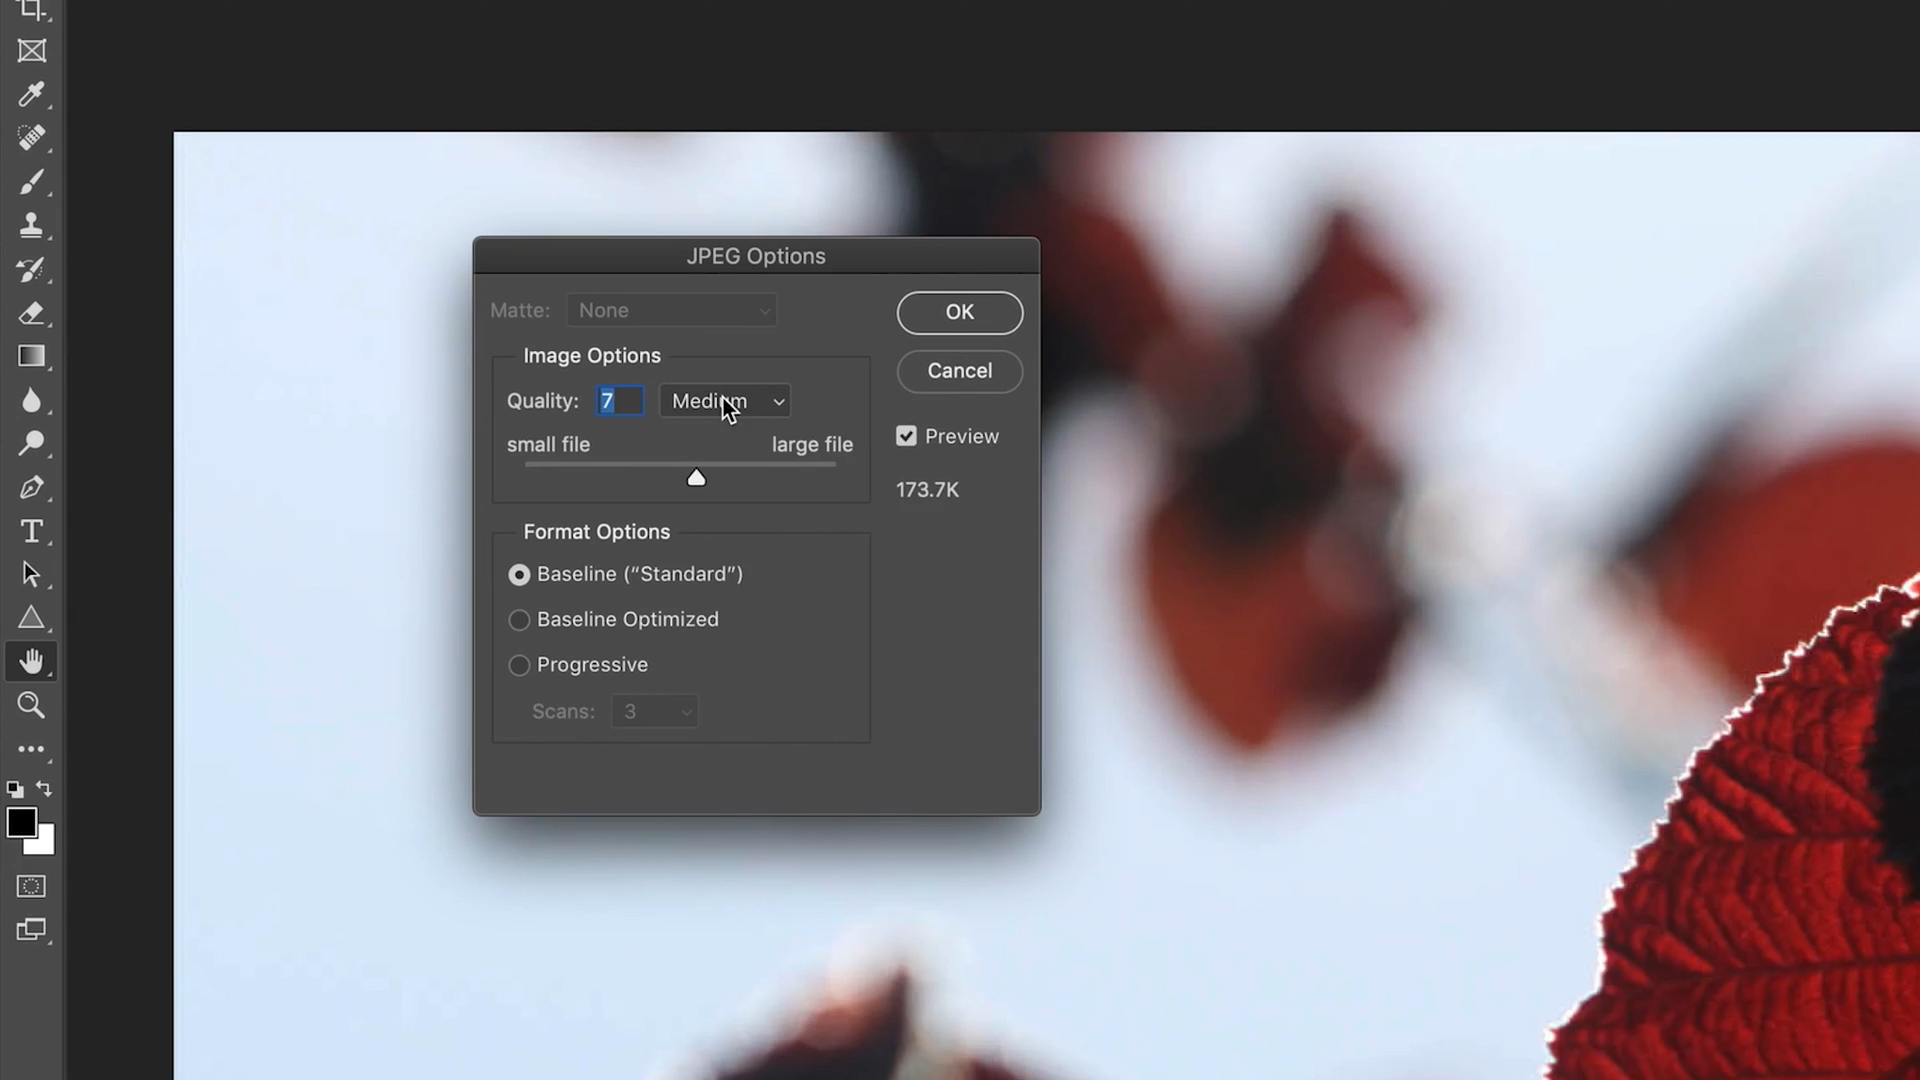 JPEG Options
Matte: None
OK
Image Options
Cancel
Quality: 7 Medium
Preview
small file large file
173.7K
Format Options
Baseline (“Standard”)
Baseline Optimized
Progressive
Scans: 3